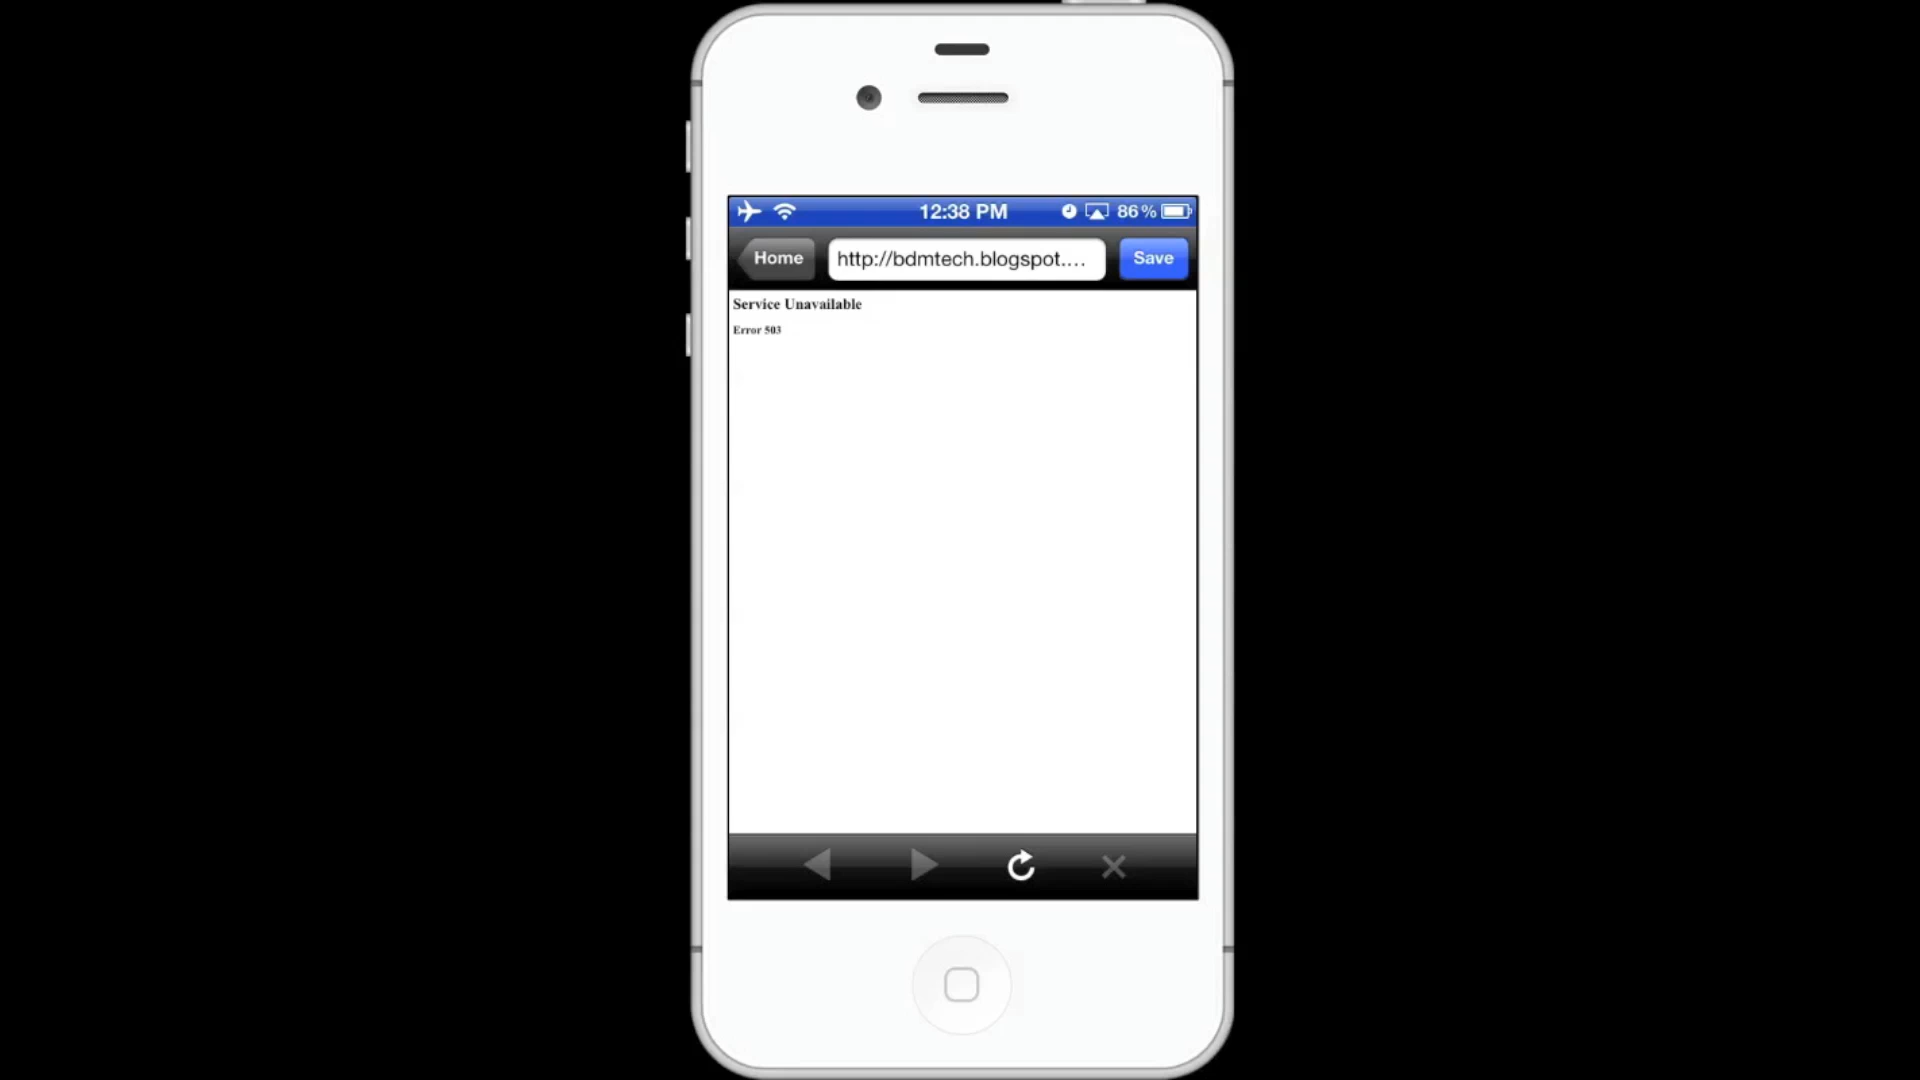 12:38 PM 86%
Home http://bdmtech.blogspot.... Save
Service Unavailable
Error 503